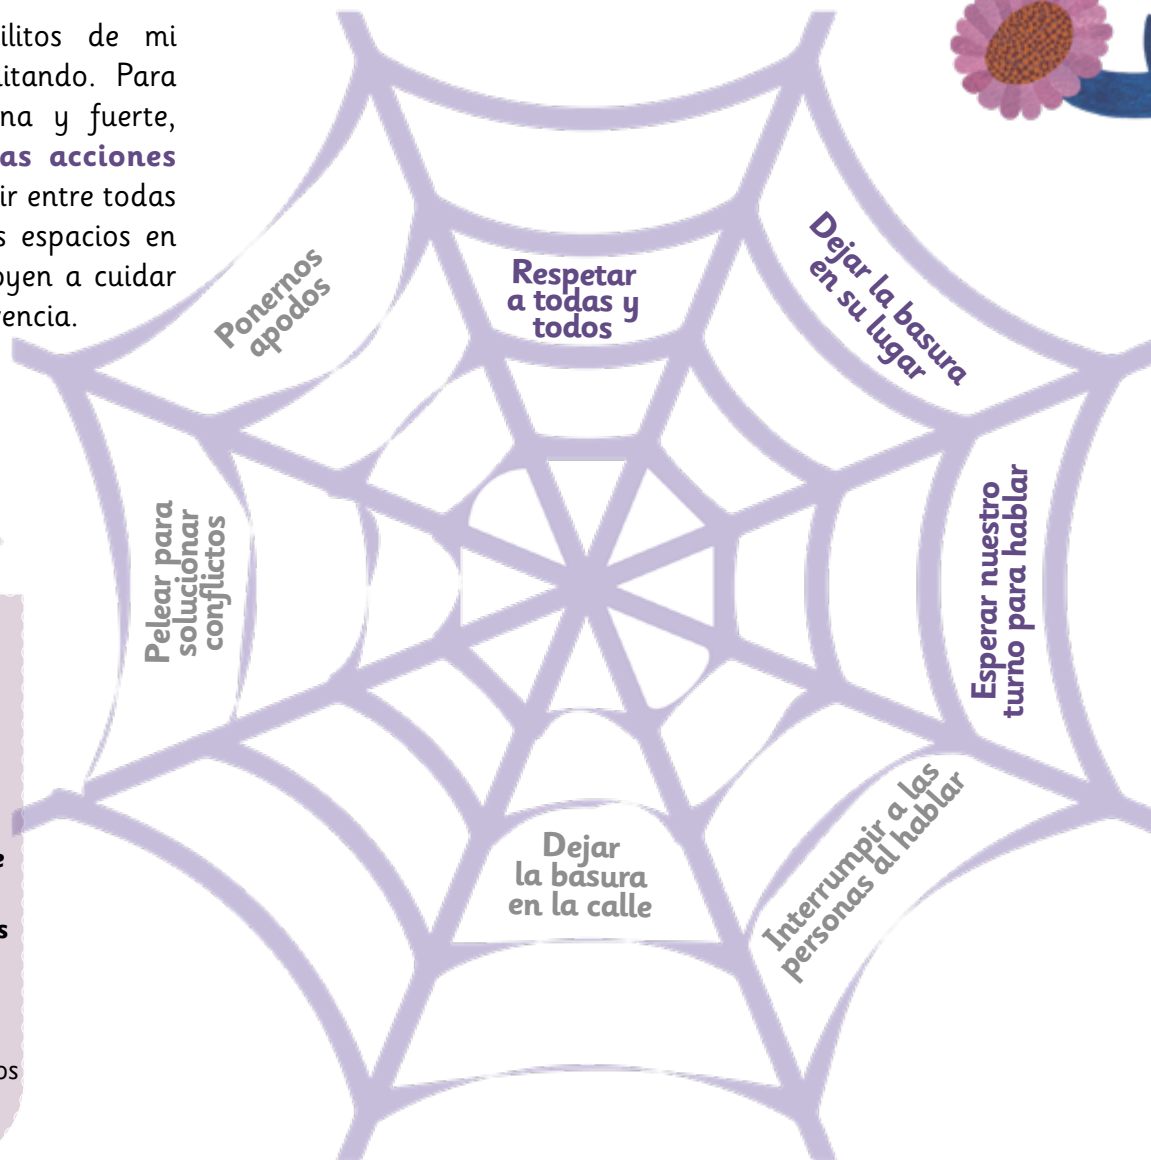 ilitos de mi
litando. Para
na y fuerte,
as acciones
ir entre todas
s espacios en
oyen a cuidar
encia.
Ponernos
apodos
Respetar
a todas y
todos
Dejar la basura
en su lugar
Pelear para
solucionar
conflictos
Esperar nuestro
turno para hablar
Dejar
la basura
en la calle
Interrumpir a las
personas al hablar
e
s
os